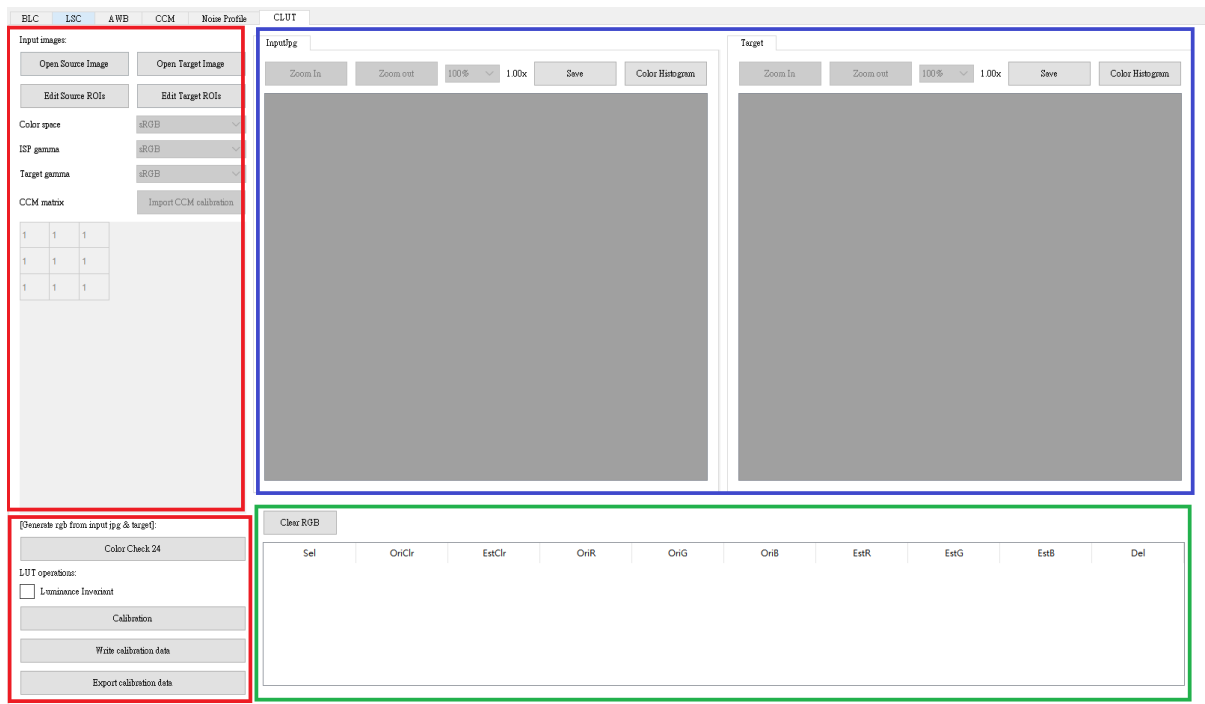 BLC LSC AWB CCM Noise Profile CLUT
Input images:
Open Source Image Open Target Image
Edit Source ROIs Edit Target ROIs
Color space sRGB
ISP gamma sRGB
Target gamma sRGB
CCM matrix Import CCM calibration
1 1 1
1 1 1
1 1 1
InputJpg
Zoom In Zoom out 100% 1.00x Save Color Histogram
Target
Zoom In Zoom out 100% 1.00x Save Color Histogram
[Generate rgb from input jpg & target]:
Color Check 24
LUT operations:
Luminance Invariant
Calibration
Write calibration data
Export calibration data
Clear RGB
Sel OriClr EstClr OriR OriG OriB EstR EstG EstB Del